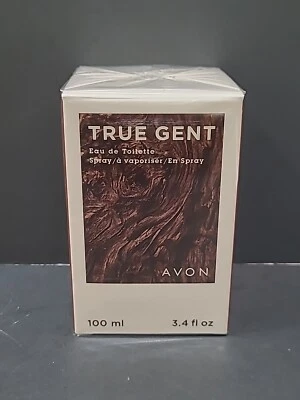 TRUE GENT
Eau de Toilette
Spray/à vaporiser/En Spray
AVON
100 ml 3.4 fl oz